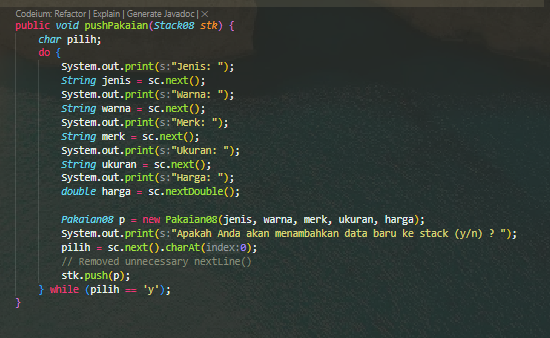 Codeium: Refactor | Explain | Generate Javadoc | ×
public void pushPakaian(Stack08 stk) {
char pilih;
do {
System.out.print(s:"Jenis: ");
String jenis = sc.next();
System.out.print(s:"Warna: ");
String warna = sc.next();
System.out.print(s:"Merk: ");
String merk = sc.next();
System.out.print(s:"Ukuran: ");
String ukuran = sc.next();
System.out.print(s:"Harga: ");
double harga = sc.nextDouble();
Pakaian08 p = new Pakaian08(jenis, warna, merk, ukuran, harga);
System.out.print(s:"Apakah Anda akan menambahkan data baru ke stack (y/n) ? ");
pilih = sc.next().charAt(index:0);
// Removed unnecessary nextLine()
stk.push(p);
} while (pilih == 'y');
}